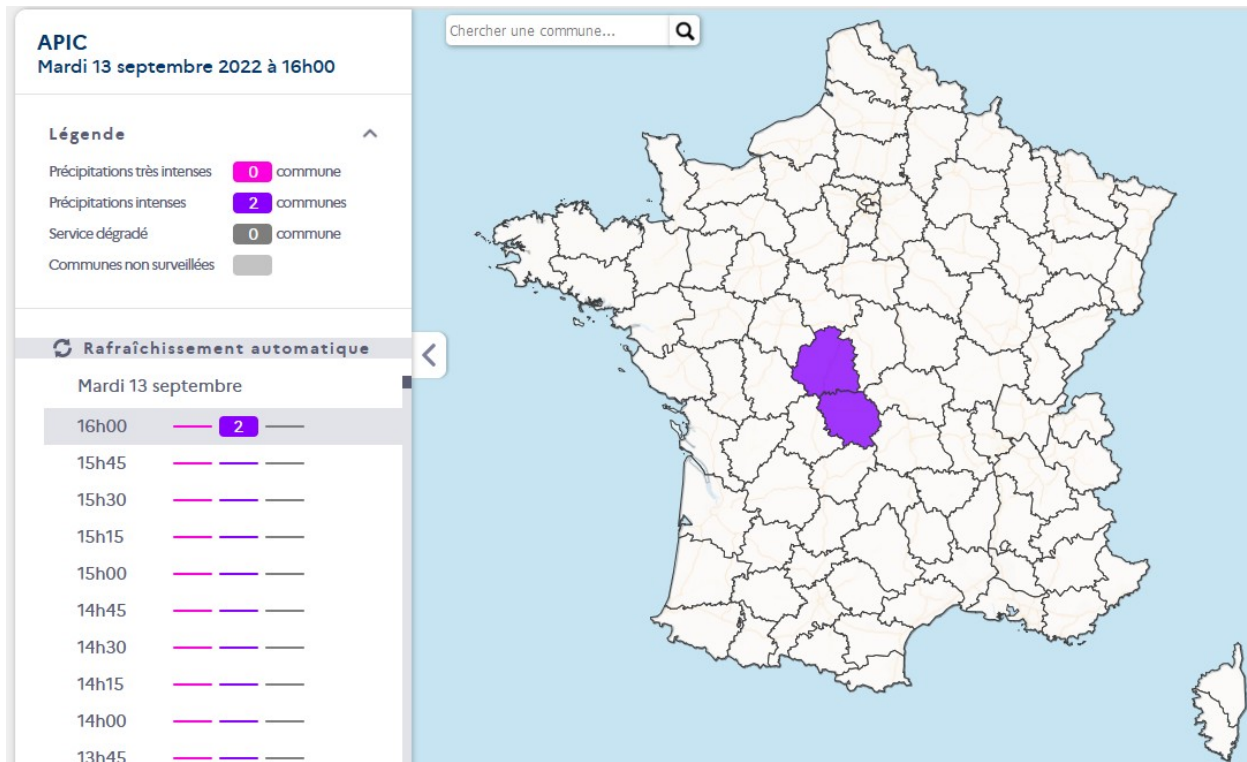 APIC
Mardi 13 septembre 2022 à 16h00
Chercher une commune...
Légende
Précipitations très intenses 0 commune
Précipitations intenses 2 communes
Service dégradé 0 commune
Communes non surveillées
Rafraîchissement automatique
Mardi 13 septembre
16h00 2
15h45
15h30
15h15
15h00
14h45
14h30
14h15
14h00
13h45